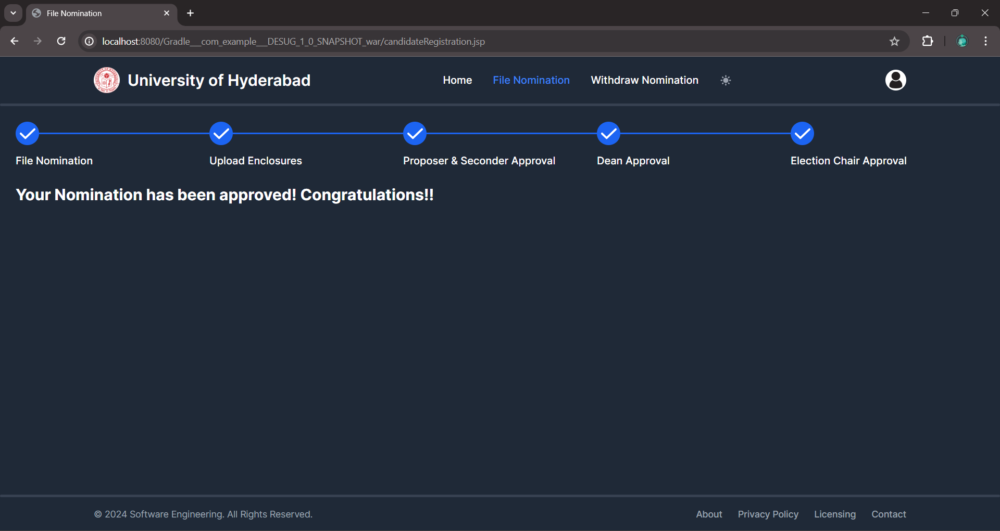 File Nomination
localhost:8080/Gradle___com_example___DESUG_1_0_SNAPSHOT_war/candidateRegistration.jsp
University of Hyderabad
Home
File Nomination
Withdraw Nomination
File Nomination
Upload Enclosures
Proposer & Seconder Approval
Dean Approval
Election Chair Approval
Your Nomination has been approved! Congratulations!!
© 2024 Software Engineering. All Rights Reserved.
About
Privacy Policy
Licensing
Contact